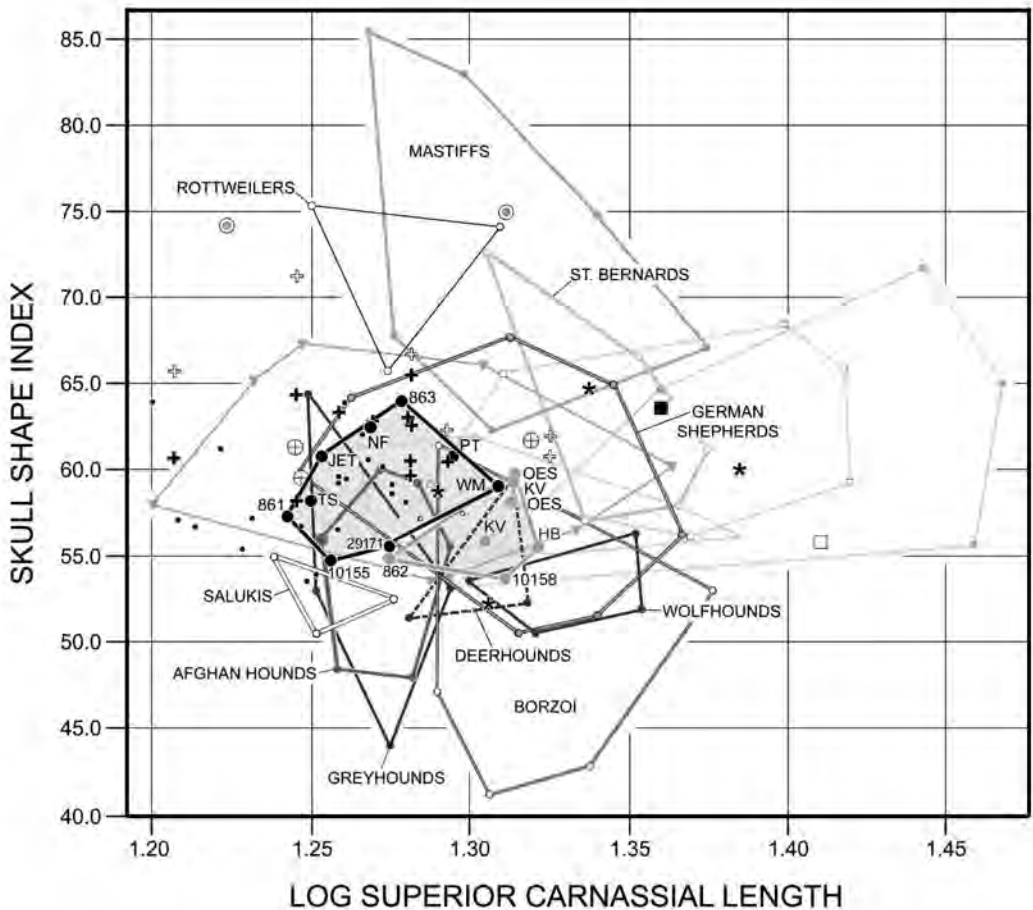 85.0
80.0
MASTIFFS
ROTTWEILERS
75.0
ST. BERNARDS
70.0
65.0
863
GERMAN
SHEPHERDS
NF
PT
JET
OES
60.0
WM
KV
TS
OES
861
KV
HB
29171
55.0
10155
862
10158
SALUKIS
WOLFHOUNDS
50.0
DEERHOUNDS
AFGHAN HOUNDS
BORZOI
45.0
GREYHOUNDS
40.0
1.20
1.25
1.30
1.35
1.40
1.45
SKULL SHAPE INDEX
LOG SUPERIOR CARNASSIAL LENGTH